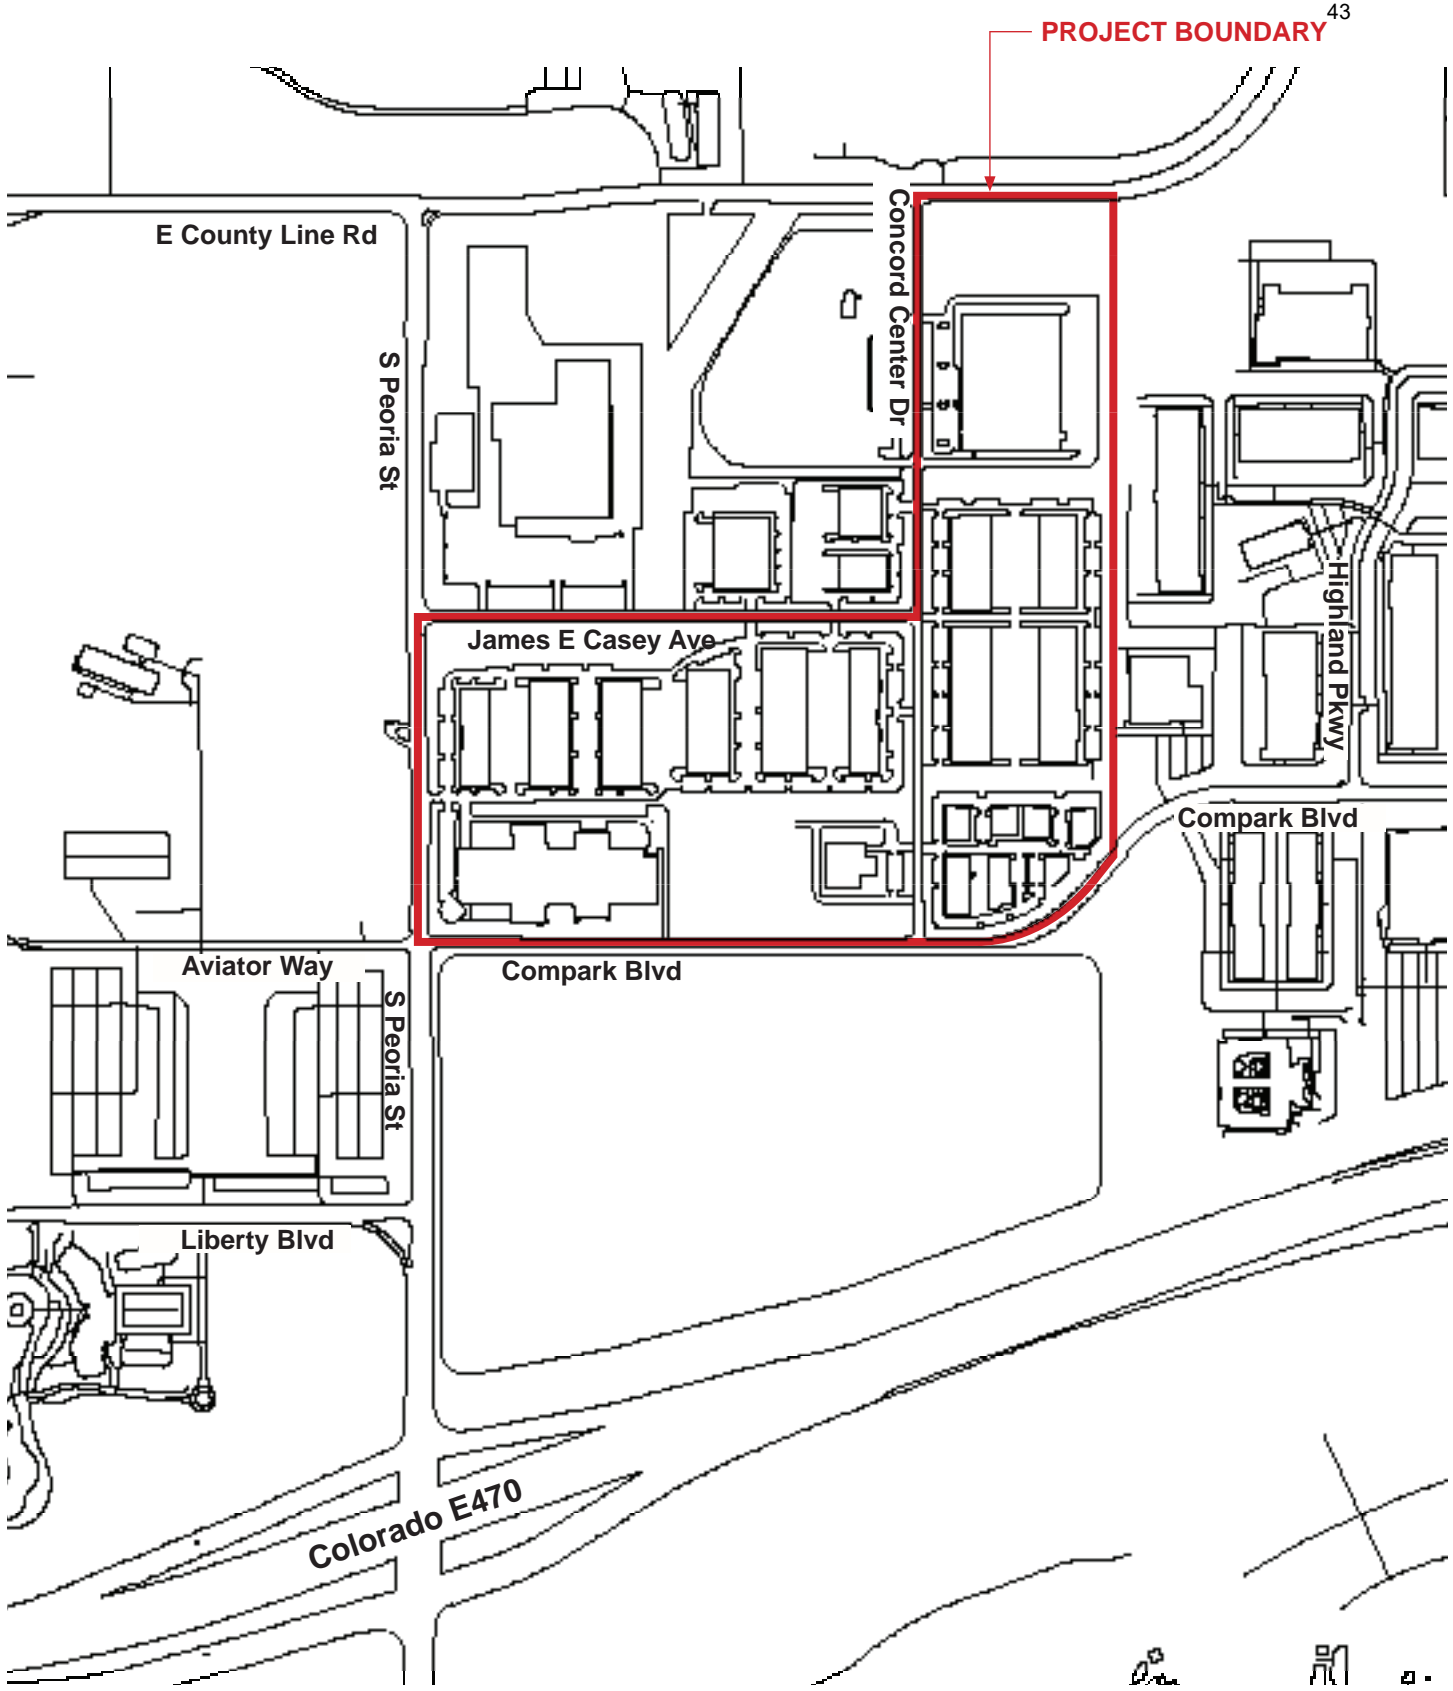 43
PROJECT BOUNDARY
E County Line Rd
Concord Center Dr
S Peoria St
James E Casey Ave
Highland Pkwy
Compark Blvd
Aviator Way
Compark Blvd
S Peoria St
Liberty Blvd
Colorado E470